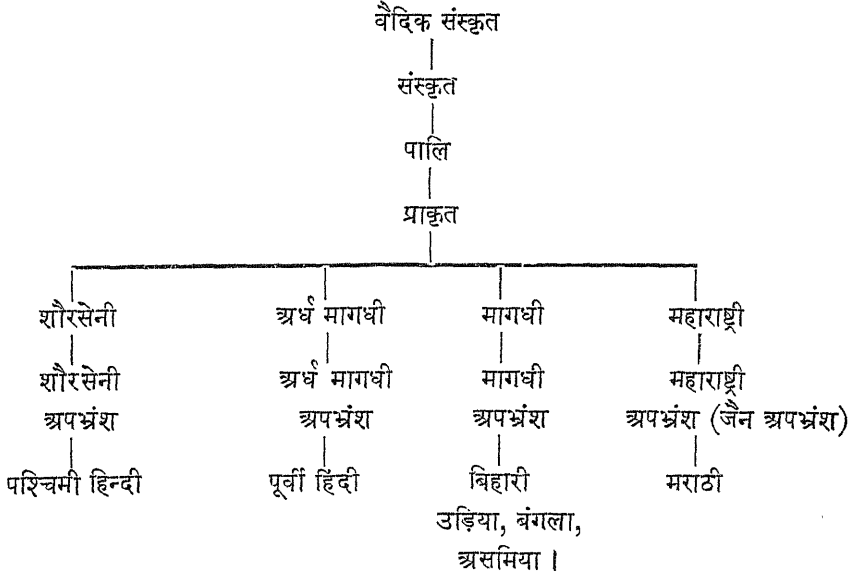 वैदिक संस्कृत
संस्कृत
पालि
प्राकृत
शौरसेनी अर्ध मागधी मागधी महाराष्ट्री
शौरसेनी अर्ध मागधी मागधी महाराष्ट्री
अपभ्रंश अपभ्रंश अपभ्रंश अपभ्रंश (जैन अपभ्रंश)
पश्चिमी हिन्दी पूर्वी हिंदी बिहारी मराठी
उड़िया, बंगला,
असमिया ।